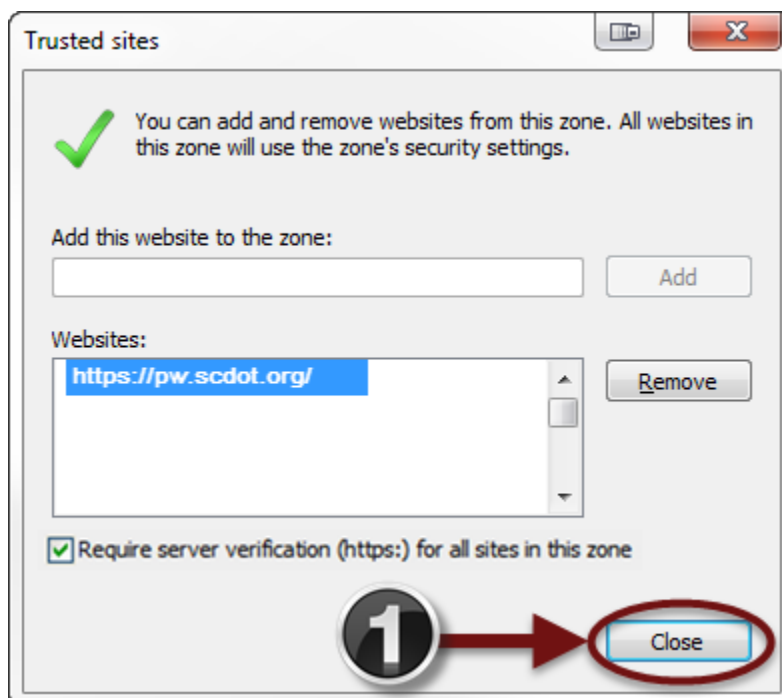 Trusted sites
You can add and remove websites from this zone. All websites in
this zone will use the zone's security settings.
Add this website to the zone:
Add
Websites:
https://pw.scdot.org/
Remove
Require server verification (https:) for all sites in this zone
1
Close